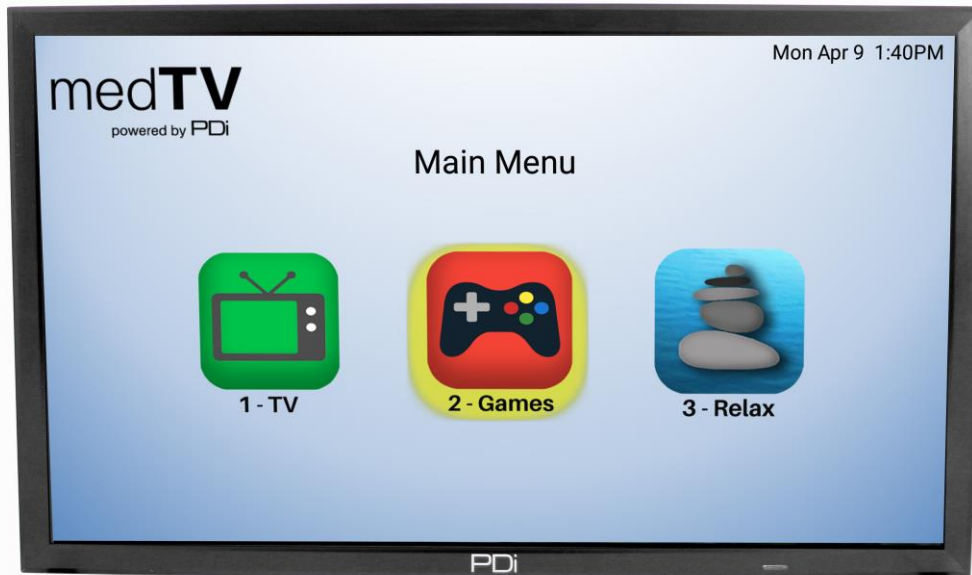 medTV
powered by PDi
Mon Apr 9 1:40PM
Main Menu
1 - TV
2 - Games
3 - Relax
PDi